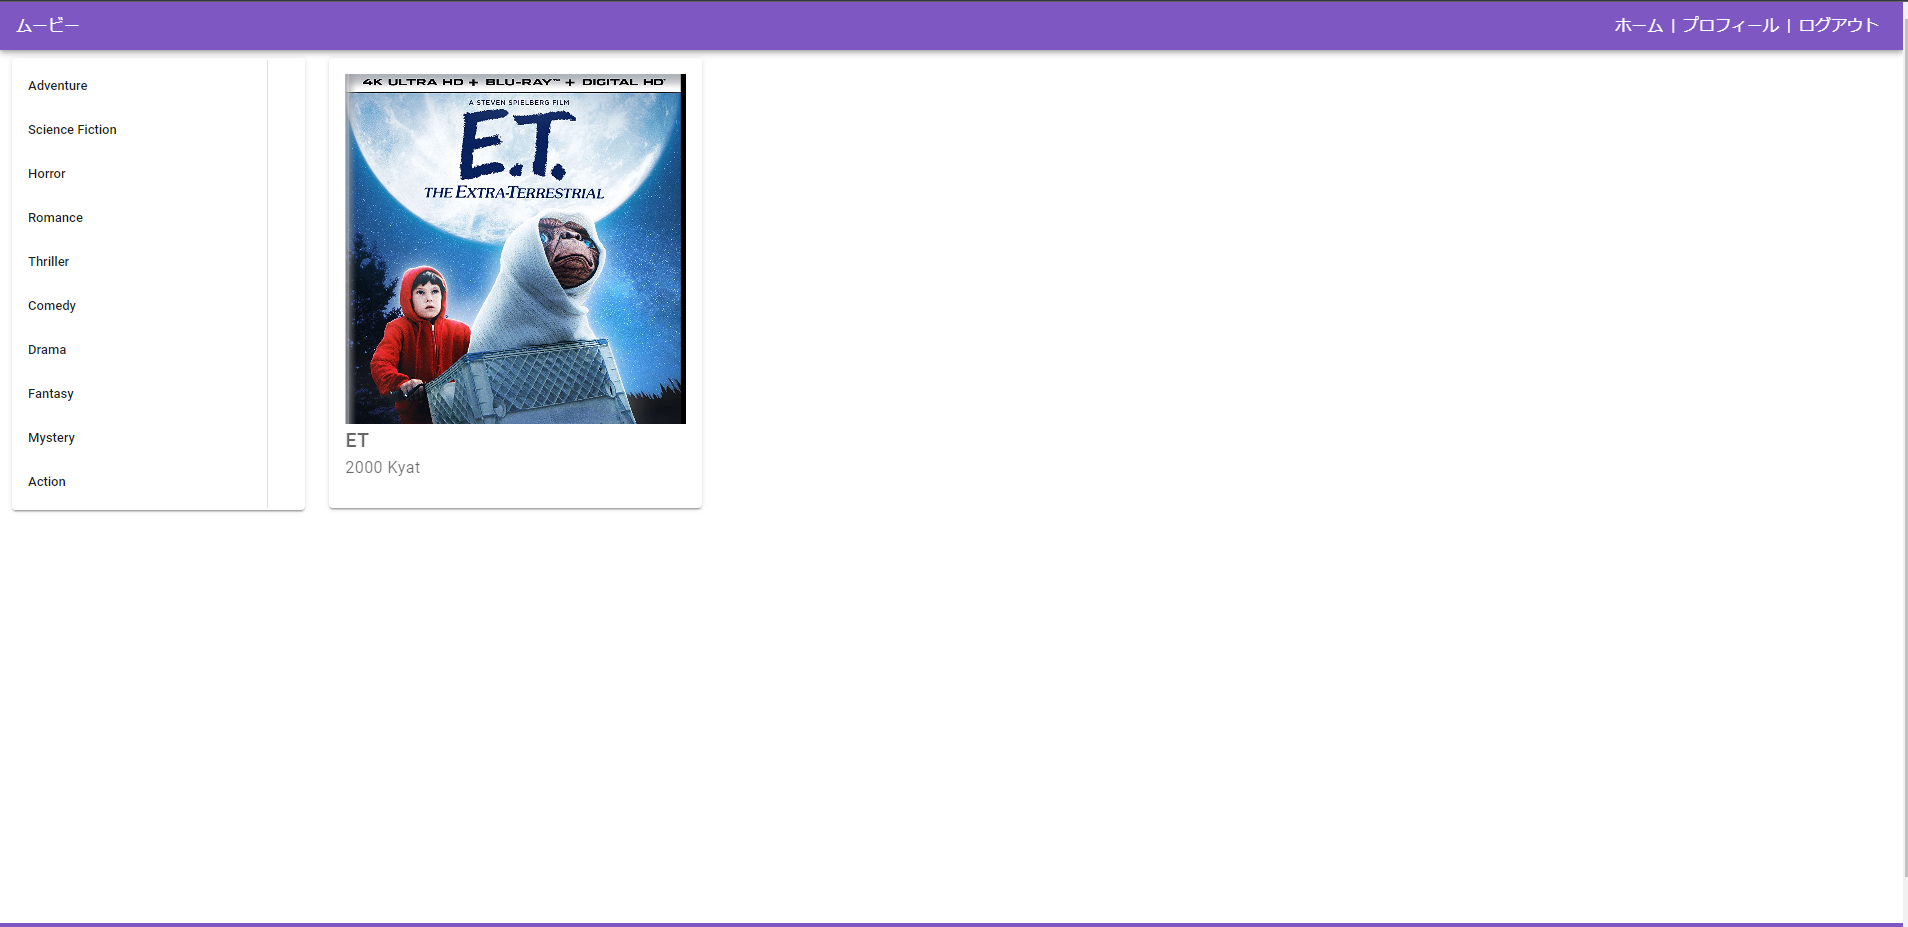 ムービー
ホーム | プロフィール | ログアウト
Adventure
Science Fiction
Horror
Romance
Thriller
Comedy
Drama
Fantasy
Mystery
Action
4K ULTRA HD + BLU-RAY™ + DIGITAL HD
A STEVEN SPIELBERG FILM
E.T.
THE EXTRA-TERRESTRIAL
ET
2000 Kyat